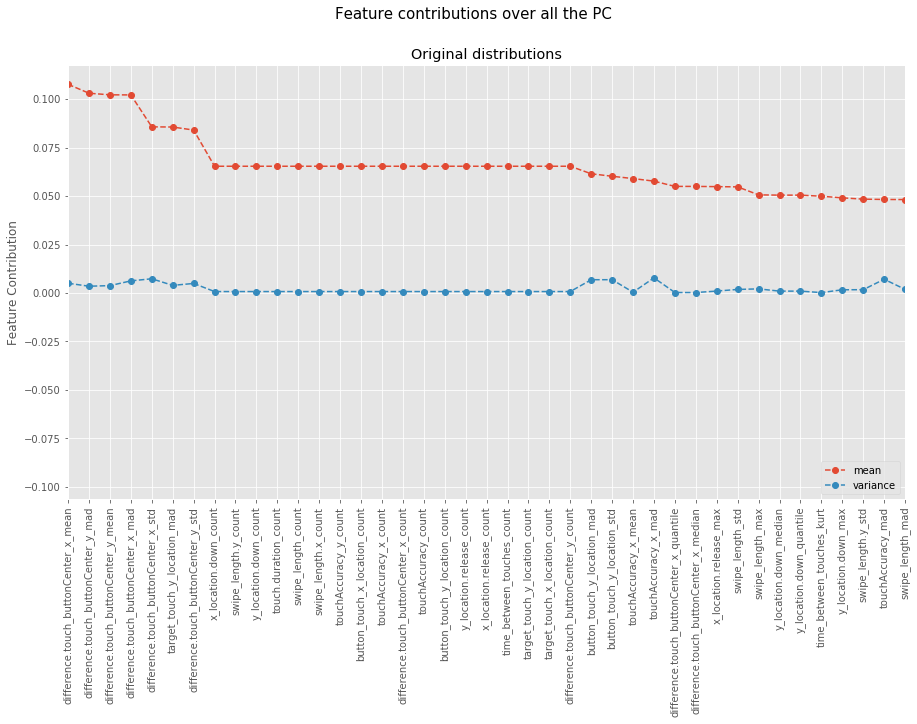 Feature contributions over all the PC
Original distributions
Feature Contribution
0.100
0.075
0.050
0.025
0.000
−0.025
−0.050
−0.075
−0.100
mean
variance
difference.touch_buttonCenter_x_mean
difference.touch_buttonCenter_y_mad
difference.touch_buttonCenter_y_mean
difference.touch_buttonCenter_x_mad
difference.touch_buttonCenter_x_std
target_touch_y_location_mad
difference.touch_buttonCenter_y_std
x_location.down_count
swipe_length.y_count
y_location.down_count
touch.duration_count
swipe_length_count
swipe_length.x_count
touchAccuracy_y_count
button_touch_x_location_count
touchAccuracy_x_count
difference.touch_buttonCenter_x_count
touchAccuracy_count
button_touch_y_location_count
y_location.release_count
x_location.release_count
time_between_touches_count
target_touch_y_location_count
target_touch_x_location_count
difference.touch_buttonCenter_y_count
button_touch_y_location_mad
button_touch_y_location_std
touchAccuracy_x_mean
touchAccuracy_x_mad
difference.touch_buttonCenter_x_quantile
difference.touch_buttonCenter_x_median
x_location.release_max
swipe_length_std
swipe_length_max
y_location.down_median
y_location.down_quantile
time_between_touches_kurt
y_location.down_max
swipe_length.y_std
touchAccuracy_mad
swipe_length_mad